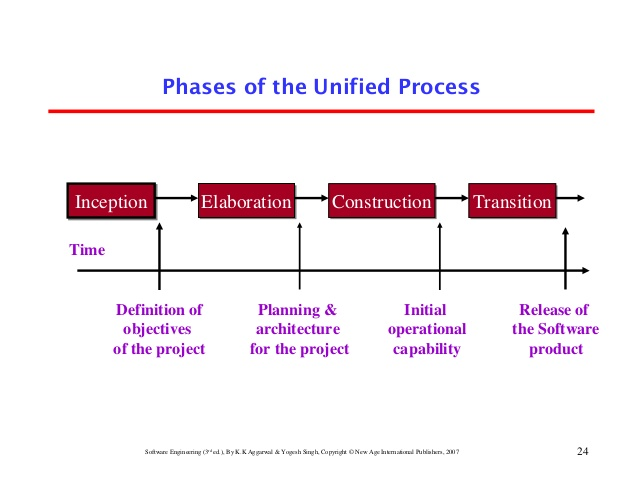 Phases of the Unified Process
Inception
Elaboration
Construction
Transition
Time
Definition of
objectives
of the project
Planning &
architecture
for the project
Initial
operational
capability
Release of
the Software
product
Software Engineering (3rd ed.), By K.K Aggarwal & Yogesh Singh, Copyright © New Age International Publishers, 2007
24